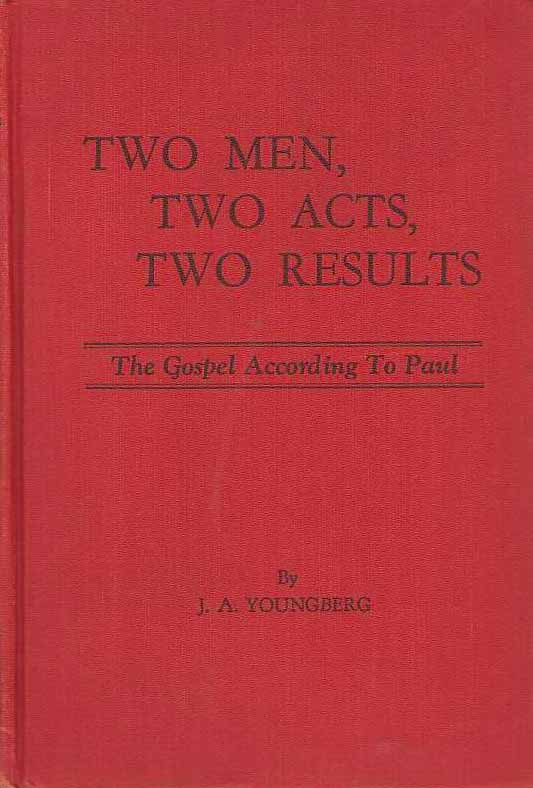 TWO MEN,
TWO ACTS,
TWO RESULTS
The Gospel According To Paul
By
J. A. YOUNGBERG